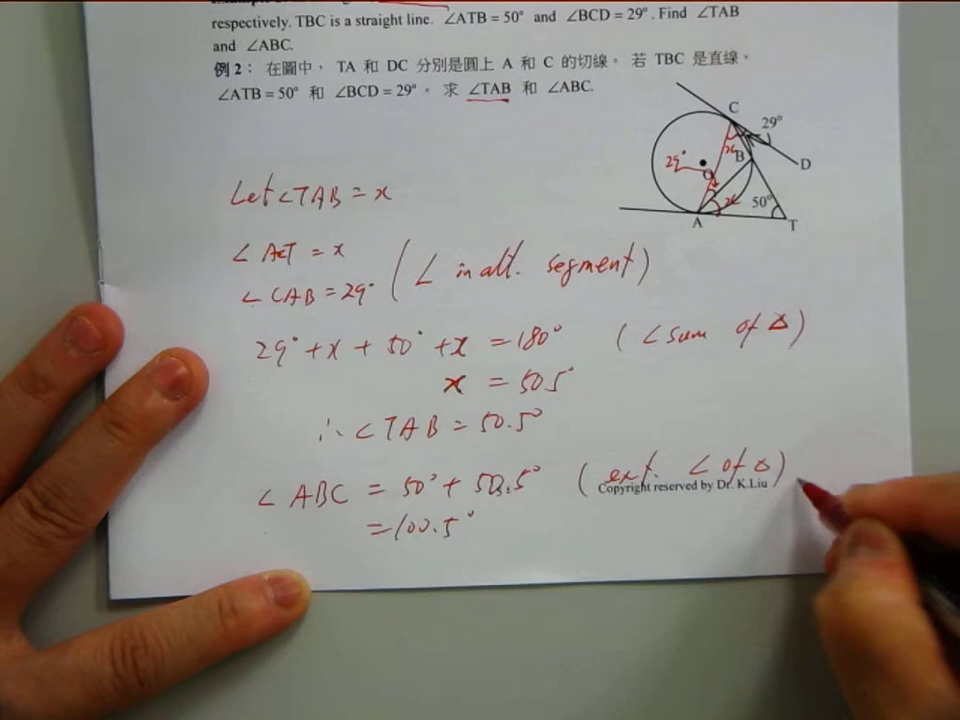 respectively. TBC is a straight line. ∠ATB = 50° and ∠BCD = 29°. Find ∠TAB
and ∠ABC.
例 2： 在圖中， TA 和 DC 分別是圓上 A 和 C 的切線。 若 TBC 是直線。
∠ATB = 50° 和 ∠BCD = 29°。 求 ∠TAB 和 ∠ABC.
C
29°
x
29°
B
D
O
x
50°
A
T
Let ∠TAB = x
∠ACT = x
∠CAB = 29° (∠ in alt. segment)
29° + x + 50° + x = 180° (∠ sum of Δ)
x = 50.5°
∴ ∠TAB = 50.5°
∠ABC = 50° + 50.5° (ext. ∠ of Δ)
Copyright reserved by Dr. K.Liu
= 100.5°